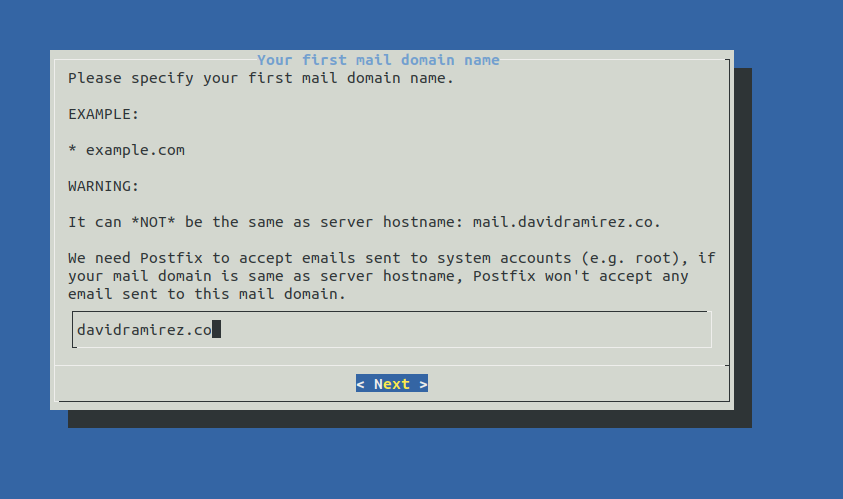 Your first mail domain name
Please specify your first mail domain name.
EXAMPLE:
* example.com
WARNING:
It can *NOT* be the same as server hostname: mail.davidramirez.co.
We need Postfix to accept emails sent to system accounts (e.g. root), if
your mail domain is same as server hostname, Postfix won't accept any
email sent to this mail domain.
davidramirez.co
< Next >